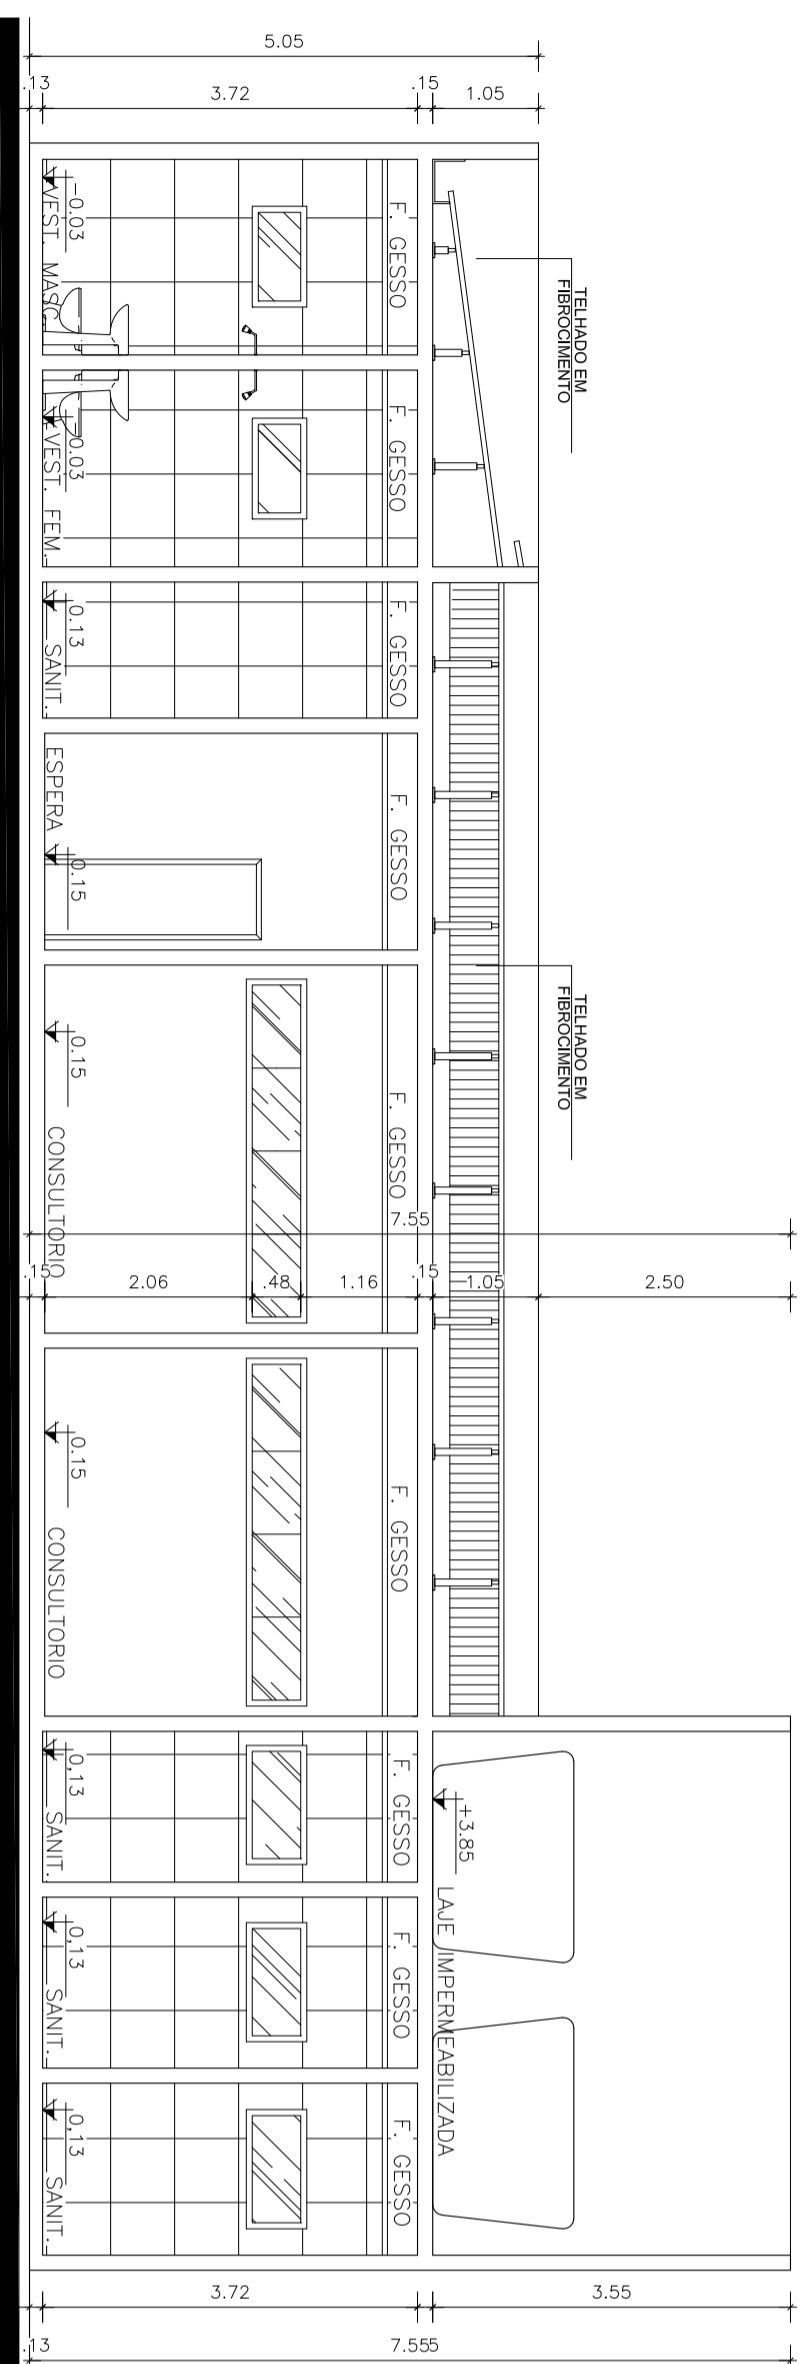 5.05
.13
3.72
.15
1.05
-0.03
VEST. MASC.
F. GESSO
TELHADO EM
FIBROCIMENTO
-0.03
VEST. FEM.
F. GESSO
0.13
SANIT.
F. GESSO
ESPERA
0.15
F. GESSO
TELHADO EM
FIBROCIMENTO
0.15
CONSULTORIO
F. GESSO
7.55
.15
2.06
.48
1.16
.15
1.05
2.50
0.15
CONSULTORIO
F. GESSO
0,13
SANIT.
F. GESSO
+3.85
LAJE IMPERMEABILIZADA
0,13
SANIT.
F. GESSO
0,13
SANIT.
F. GESSO
3.72
3.55
.13
7.555